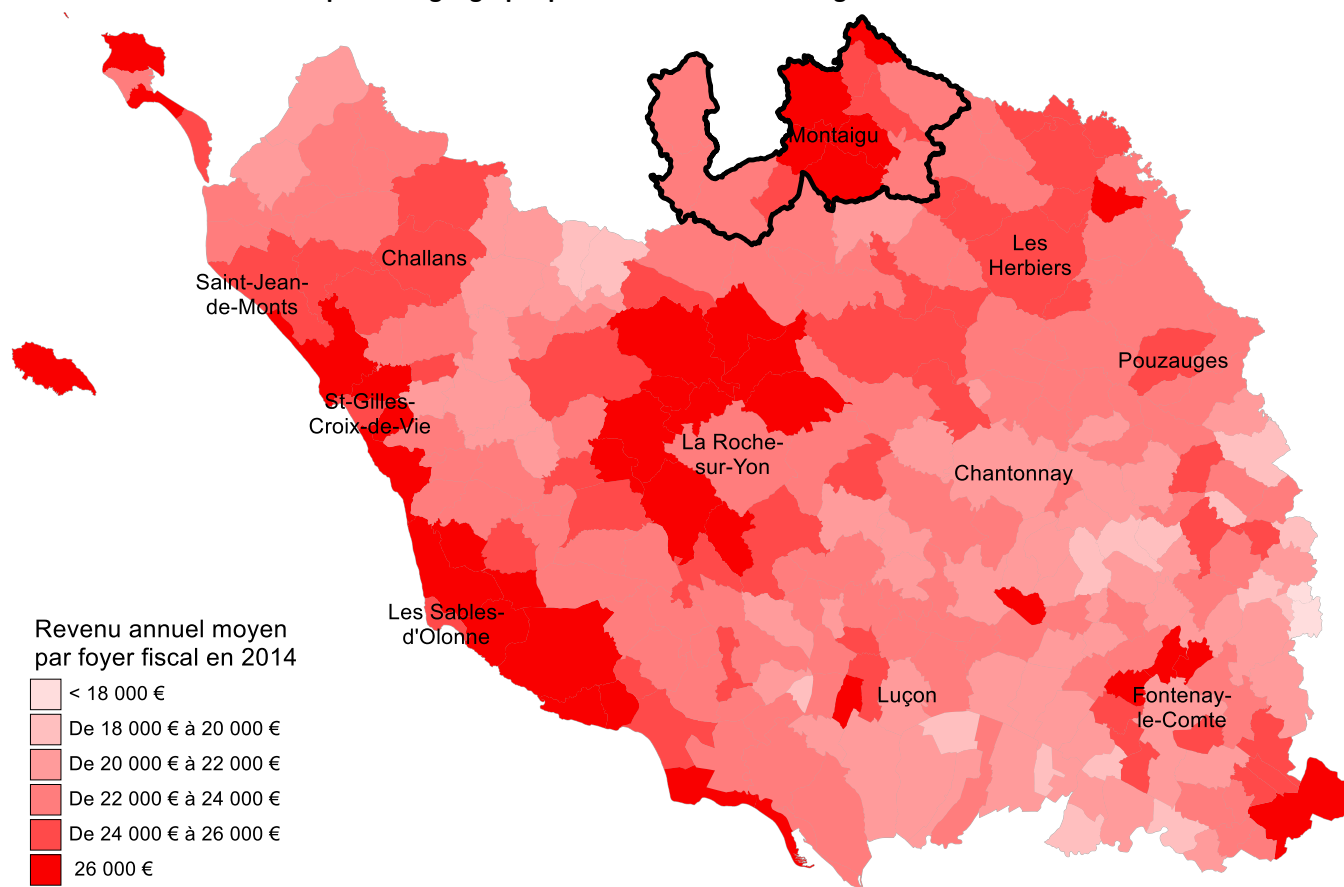 Montaigu
Les
Herbiers
Challans
Saint-Jean-
de-Monts
Pouzauges
St-Gilles-
Croix-de-Vie
La Roche-
sur-Yon
Chantonnay
Les Sables-
d'Olonne
Luçon
Fontenay-
le-Comte
Revenu annuel moyen
par foyer fiscal en 2014
< 18 000 €
De 18 000 € à 20 000 €
De 20 000 € à 22 000 €
De 22 000 € à 24 000 €
De 24 000 € à 26 000 €
26 000 €